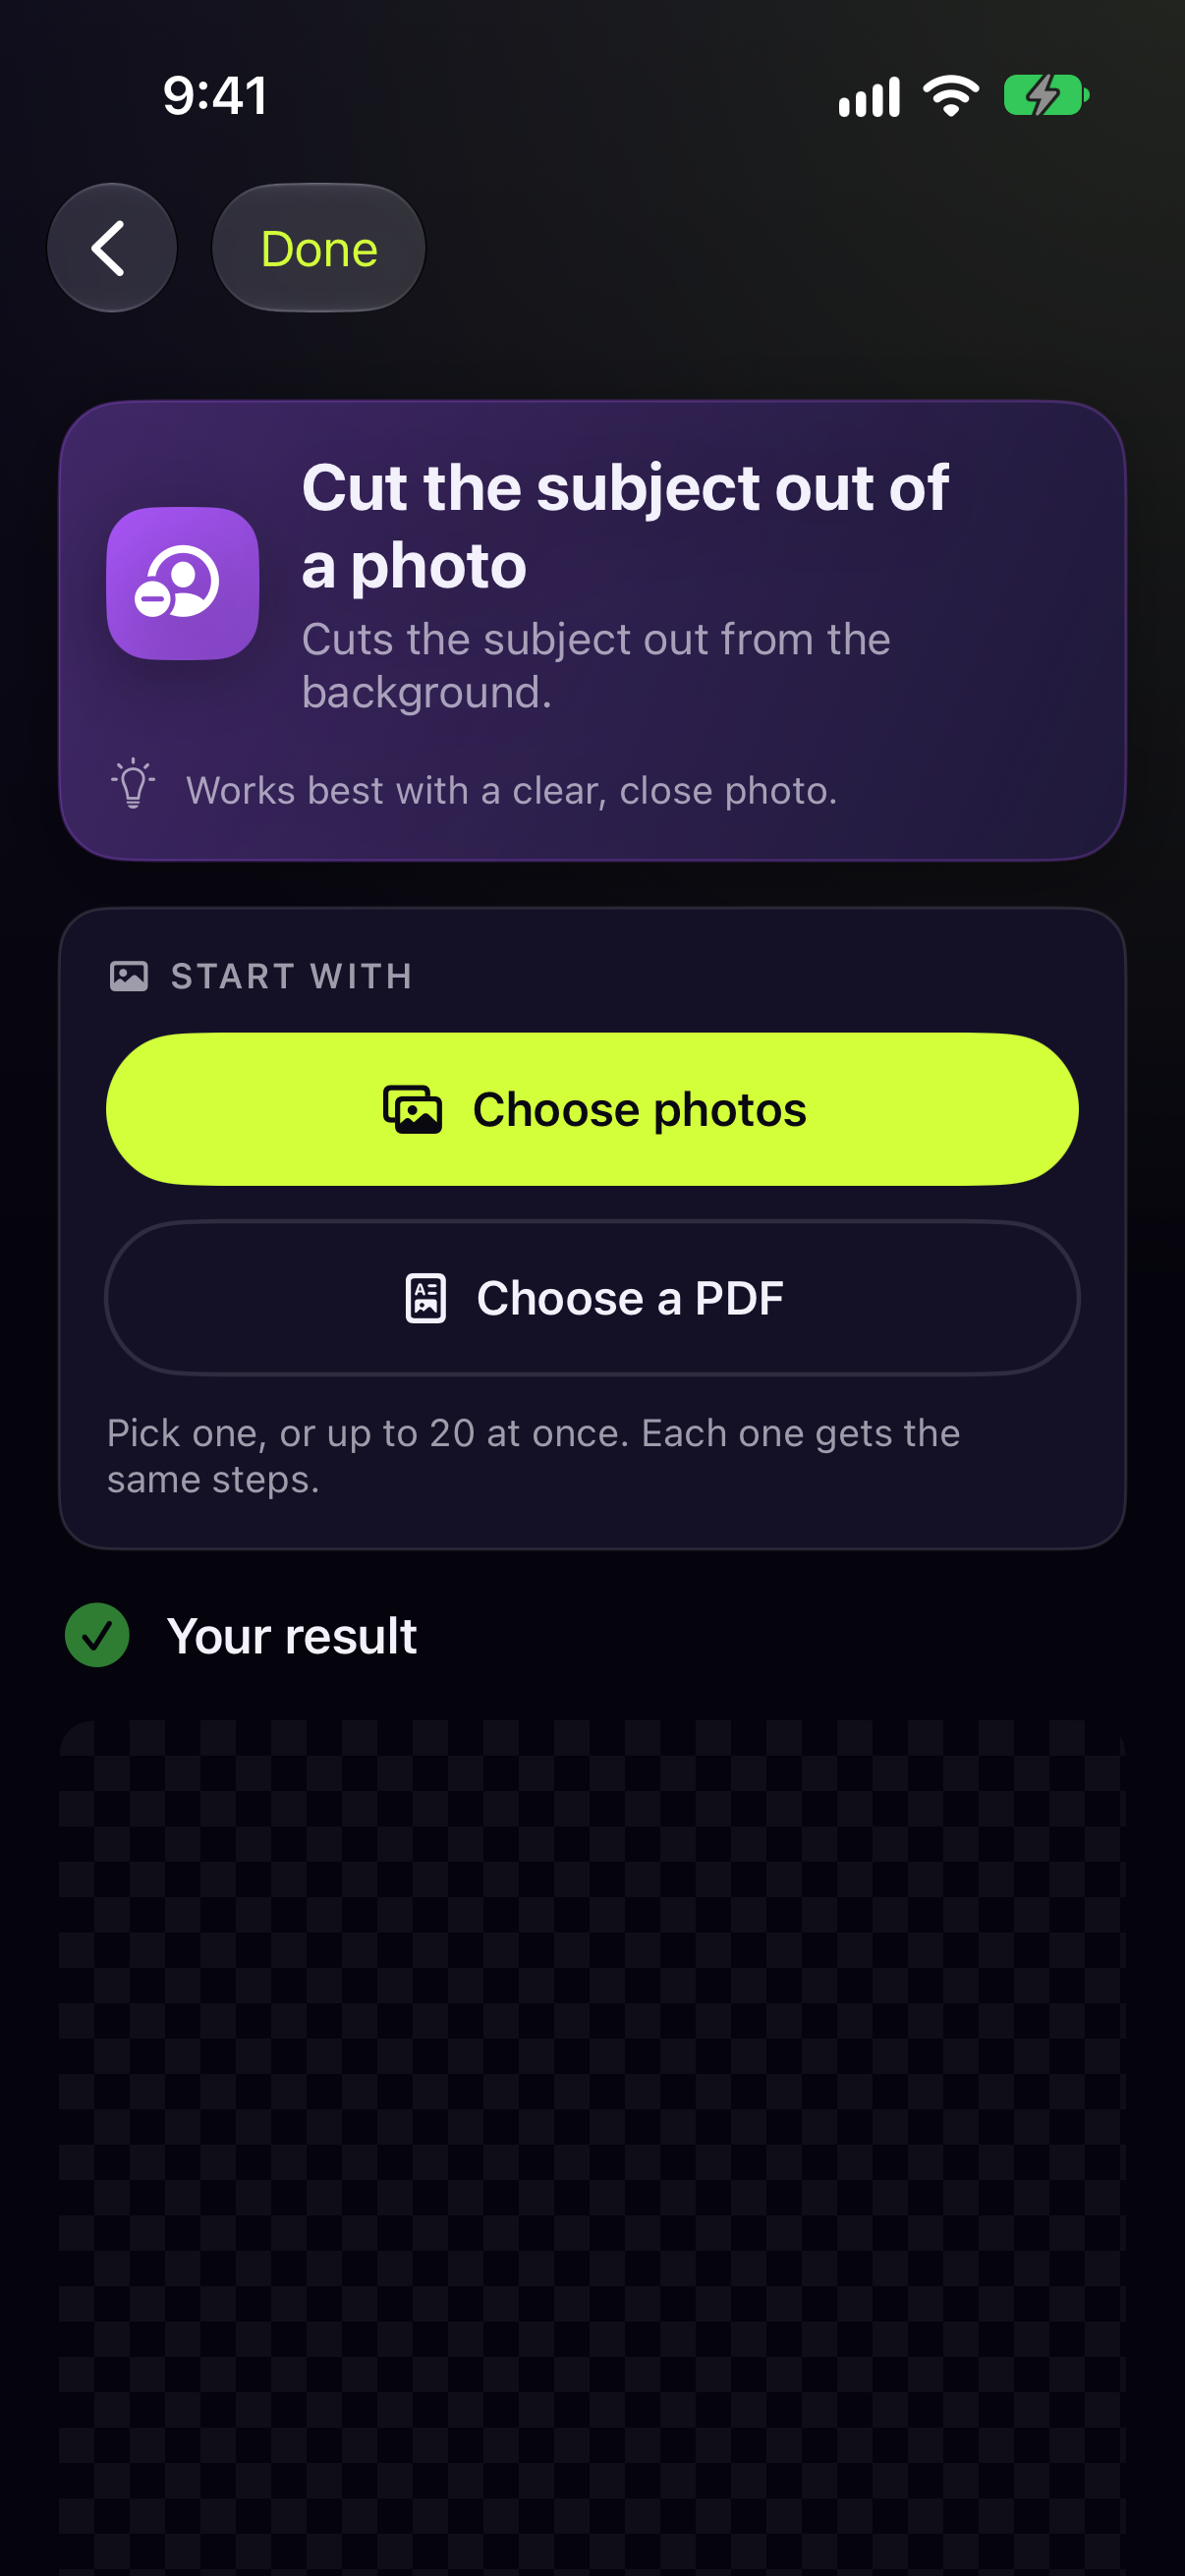 9:41
Done
Cut the subject out of
a photo
Cuts the subject out from the
background.
Works best with a clear, close photo.
START WITH
Choose photos
Choose a PDF
Pick one, or up to 20 at once. Each one gets the
same steps.
Your result